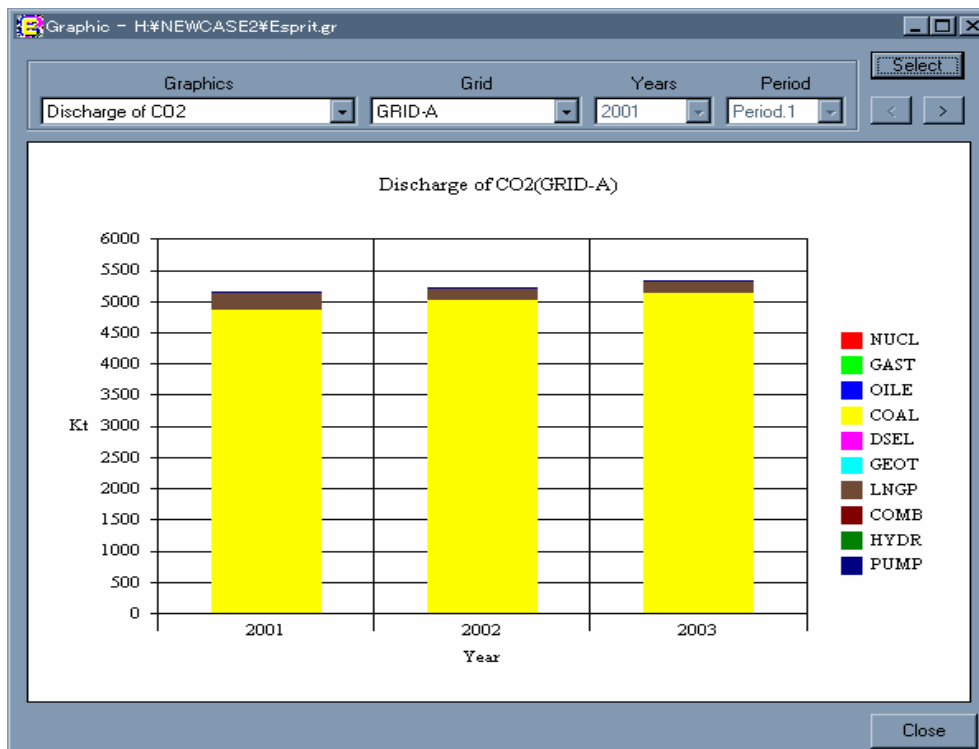 Graphic - H:¥NEWCASE2¥Esprit.gr
Select
Graphics Grid Years Period
Discharge of CO2 GRID-A 2001 Period.1
< >
Discharge of CO2(GRID-A)
6000
5500
5000
4500
4000
3500
Kt 3000
2500
2000
1500
1000
500
0
2001 2002 2003
Year
NUCL
GAST
OILE
COAL
DSEL
GEOT
LNGP
COMB
HYDR
PUMP
Close